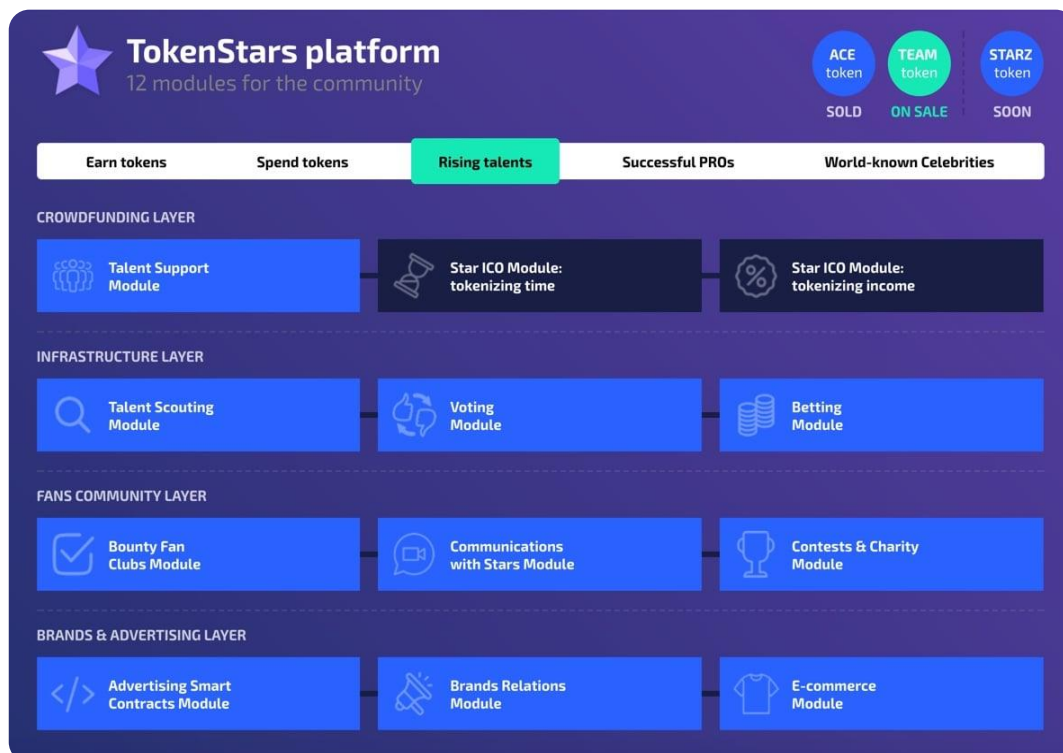 TokenStars platform
12 modules for the community
ACE
token
SOLD
TEAM
token
ON SALE
STARZ
token
SOON
Earn tokens
Spend tokens
Rising talents
Successful PROs
World-known Celebrities
CROWDFUNDING LAYER
Talent Support
Module
Star ICO Module:
tokenizing time
Star ICO Module:
tokenizing income
INFRASTRUCTURE LAYER
Talent Scouting
Module
Voting
Module
Betting
Module
FANS COMMUNITY LAYER
Bounty Fan
Clubs Module
Communications
with Stars Module
Contests & Charity
Module
BRANDS & ADVERTISING LAYER
Advertising Smart
Contracts Module
Brands Relations
Module
E-commerce
Module